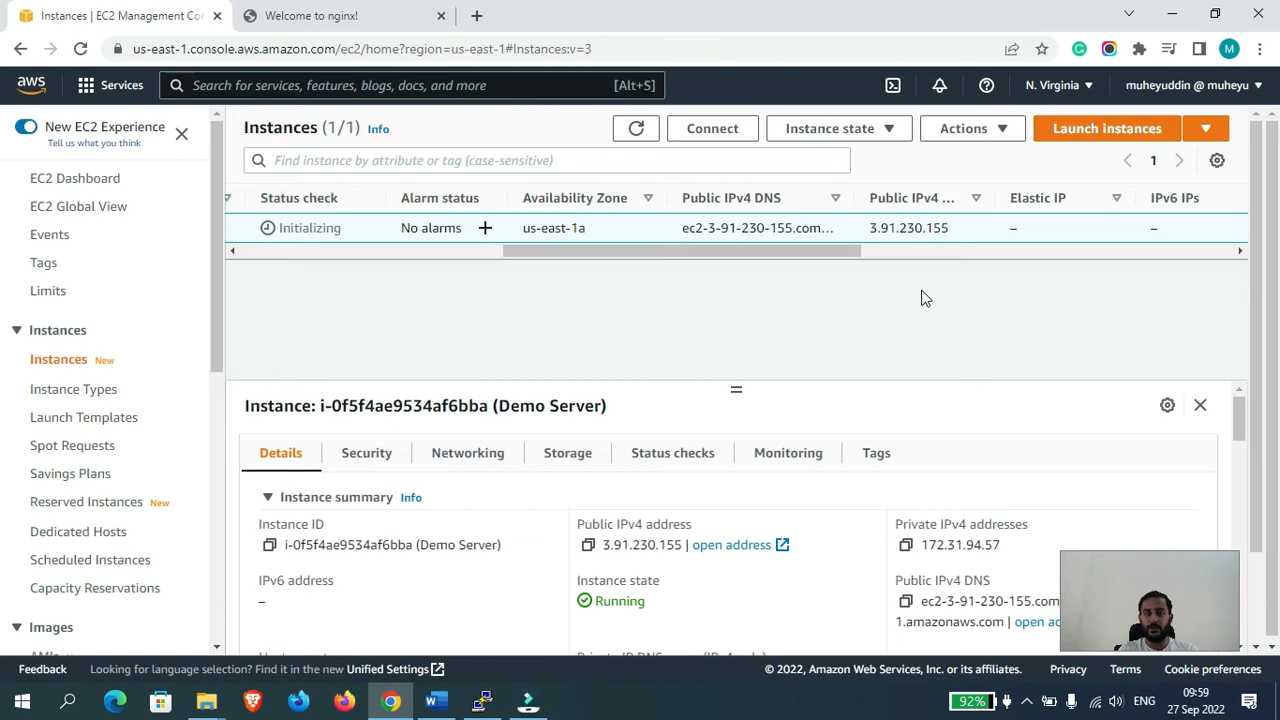 Instances | EC2 Management Con
Welcome to nginx!
us-east-1.console.aws.amazon.com/ec2/home?region=us-east-1#Instances:v=3
M
aws
Services
Search for services, features, blogs, docs, and more
[Alt+S]
N. Virginia
muheyuddin @ muheyu
New EC2 Experience
Tell us what you think
EC2 Dashboard
EC2 Global View
Events
Tags
Limits
Instances
Instances New
Instance Types
Launch Templates
Spot Requests
Savings Plans
Reserved Instances New
Dedicated Hosts
Scheduled Instances
Capacity Reservations
Images
AMIs
Instances (1/1) Info
Connect
Instance state
Actions
Launch instances
Find instance by attribute or tag (case-sensitive)
1
Status check Alarm status Availability Zone Public IPv4 DNS Public IPv4 ... Elastic IP IPv6 IPs
Initializing No alarms + us-east-1a ec2-3-91-230-155.com... 3.91.230.155 – –
Instance: i-0f5f4ae9534af6bba (Demo Server)
Details Security Networking Storage Status checks Monitoring Tags
Instance summary Info
Instance ID
i-0f5f4ae9534af6bba (Demo Server)
Public IPv4 address
3.91.230.155 | open address
Private IPv4 addresses
172.31.94.57
IPv6 address
–
Instance state
Running
Public IPv4 DNS
ec2-3-91-230-155.com
1.amazonaws.com | open ad
Feedback
Looking for language selection? Find it in the new Unified Settings
© 2022, Amazon Web Services, Inc. or its affiliates.
Privacy
Terms
Cookie preferences
92%
ENG
09:59
27 Sep 2022